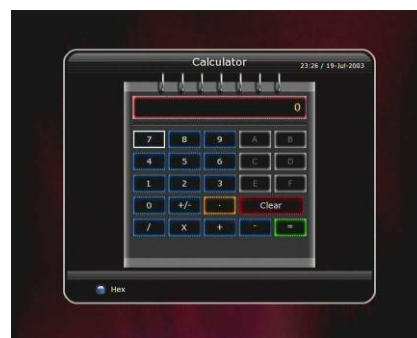 Calculator
23:26 / 19-Jul-2003
0
7 8 9 A B
4 5 6 C D
1 2 3 E F
0 +/- . Clear
/ X + - =
Hex